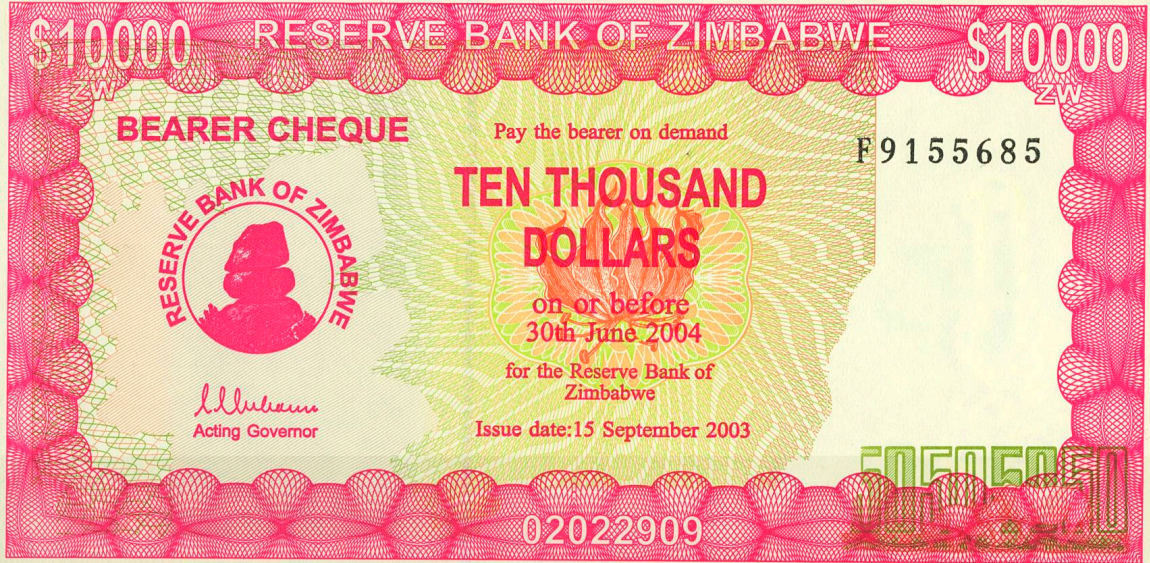 $10000 RESERVE BANK OF ZIMBABWE $10000
ZW ZW
BEARER CHEQUE
Pay the bearer on demand
F9155685
TEN THOUSAND
DOLLARS
RESERVE BANK OF ZIMBABWE
on or before
30th June 2004
for the Reserve Bank of
Zimbabwe
Acting Governor
Issue date:15 September 2003
50505050
02022909